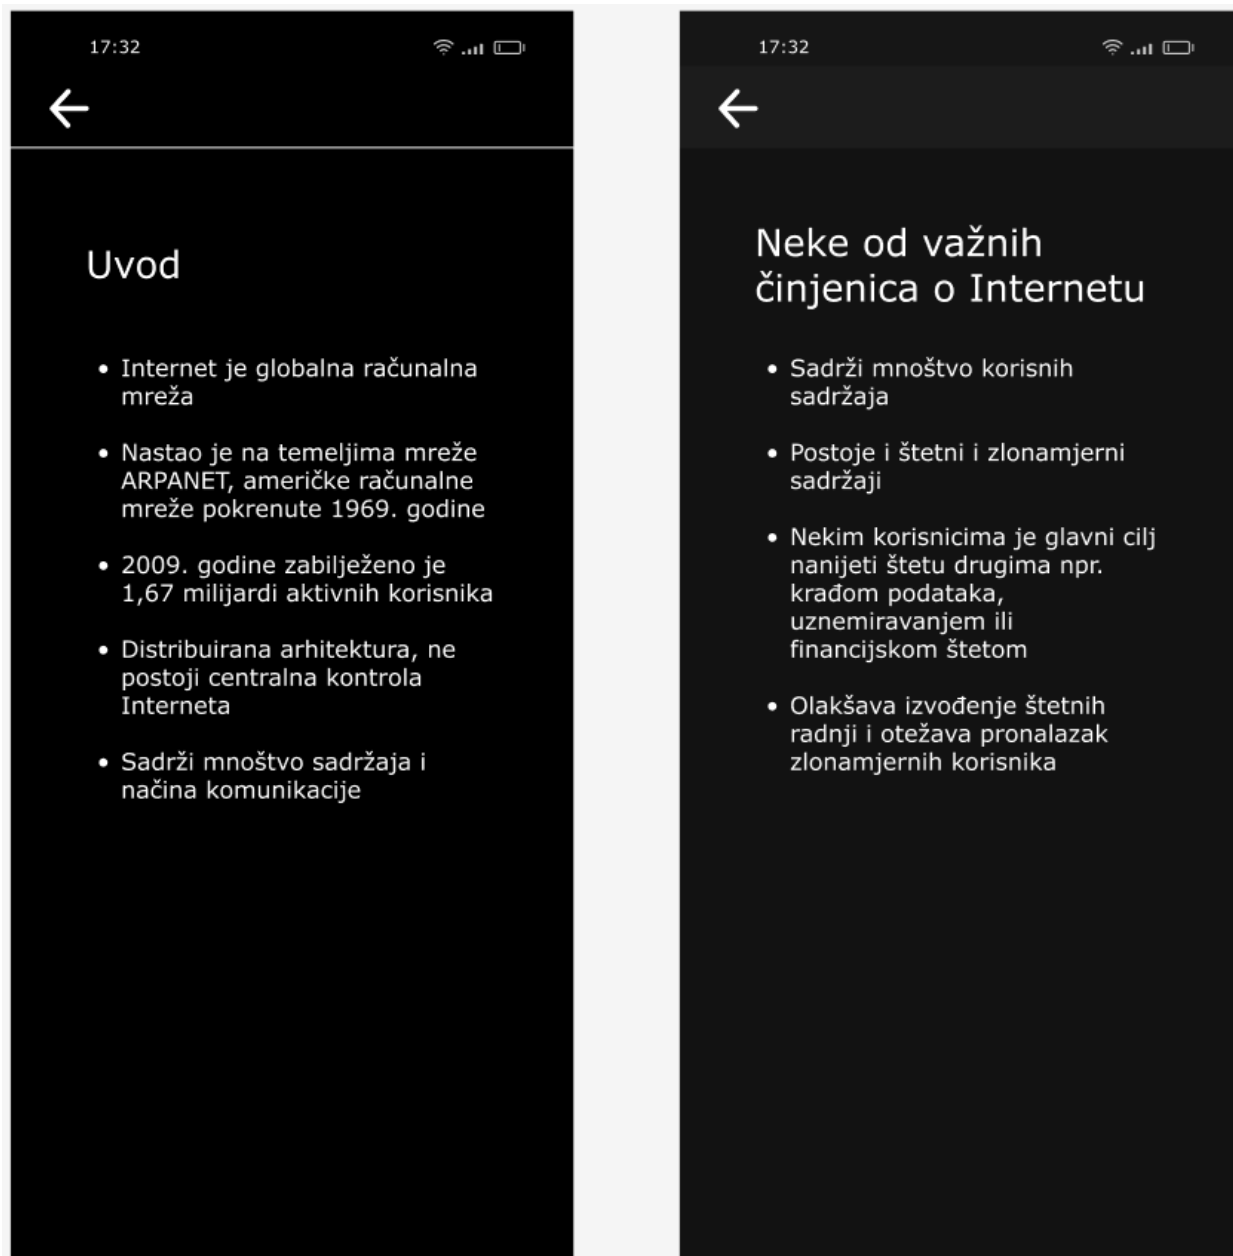 17:32
Uvod
• Internet je globalna računalna
mreža
• Nastao je na temeljima mreže
ARPANET, američke računalne
mreže pokrenute 1969. godine
• 2009. godine zabilježeno je
1,67 milijardi aktivnih korisnika
• Distribuirana arhitektura, ne
postoji centralna kontrola
Interneta
• Sadrži mnoštvo sadržaja i
načina komunikacije
17:32
Neke od važnih
činjenica o Internetu
• Sadrži mnoštvo korisnih
sadržaja
• Postoje i štetni i zlonamjerni
sadržaji
• Nekim korisnicima je glavni cilj
nanijeti štetu drugima npr.
krađom podataka,
uznemiravanjem ili
financijskom štetom
• Olakšava izvođenje štetnih
radnji i otežava pronalazak
zlonamjernih korisnika